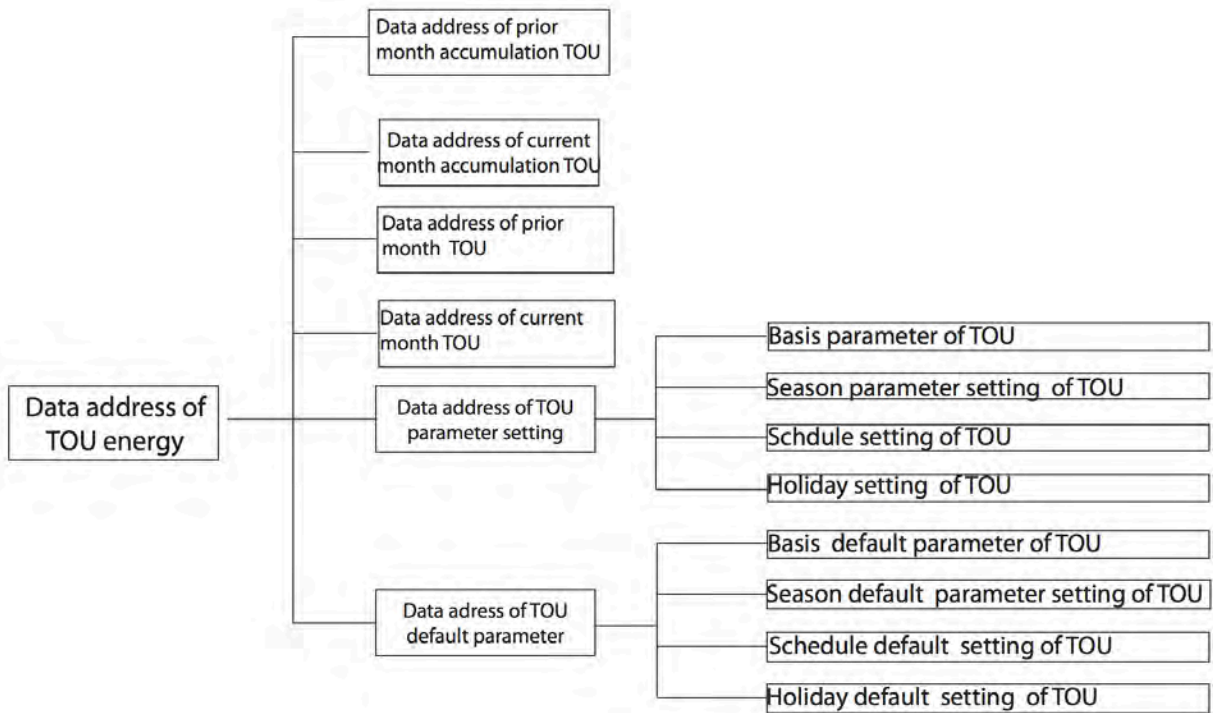 Data address of prior
month accumulation TOU
Data address of current
month accumulation TOU
Data address of prior
month TOU
Data address of current
month TOU
Data address of
TOU energy
Data address of TOU
parameter setting
Basis parameter of TOU
Season parameter setting of TOU
Schdule setting of TOU
Holiday setting of TOU
Data adress of TOU
default parameter
Basis default parameter of TOU
Season default parameter setting of TOU
Schedule default setting of TOU
Holiday default setting of TOU